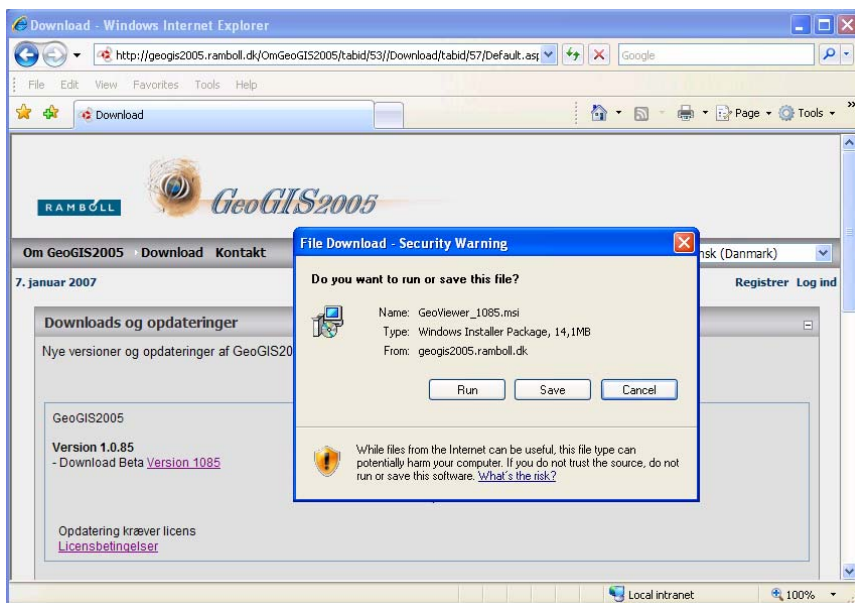 Download - Windows Internet Explorer
http://geogis2005.ramboll.dk/OmGeoGIS2005/tabid/53//Download/tabid/57/Default.asp
Google
File Edit View Favorites Tools Help
Download
Page Tools
RAMBOLL
GeoGIS2005
Om GeoGIS2005 Download Kontakt
nsk (Danmark)
7. januar 2007
Registrer Log ind
Downloads og opdateringer
Nye versioner og opdateringer af GeoGIS20
GeoGIS2005
Version 1.0.85
- Download Beta Version 1085
Opdatering kræver licens
Licensbetingelser
File Download - Security Warning
Do you want to run or save this file?
Name: GeoViewer_1085.msi
Type: Windows Installer Package, 14,1MB
From: geogis2005.ramboll.dk
Run Save Cancel
While files from the Internet can be useful, this file type can
potentially harm your computer. If you do not trust the source, do not
run or save this software. What's the risk?
Local intranet
100%